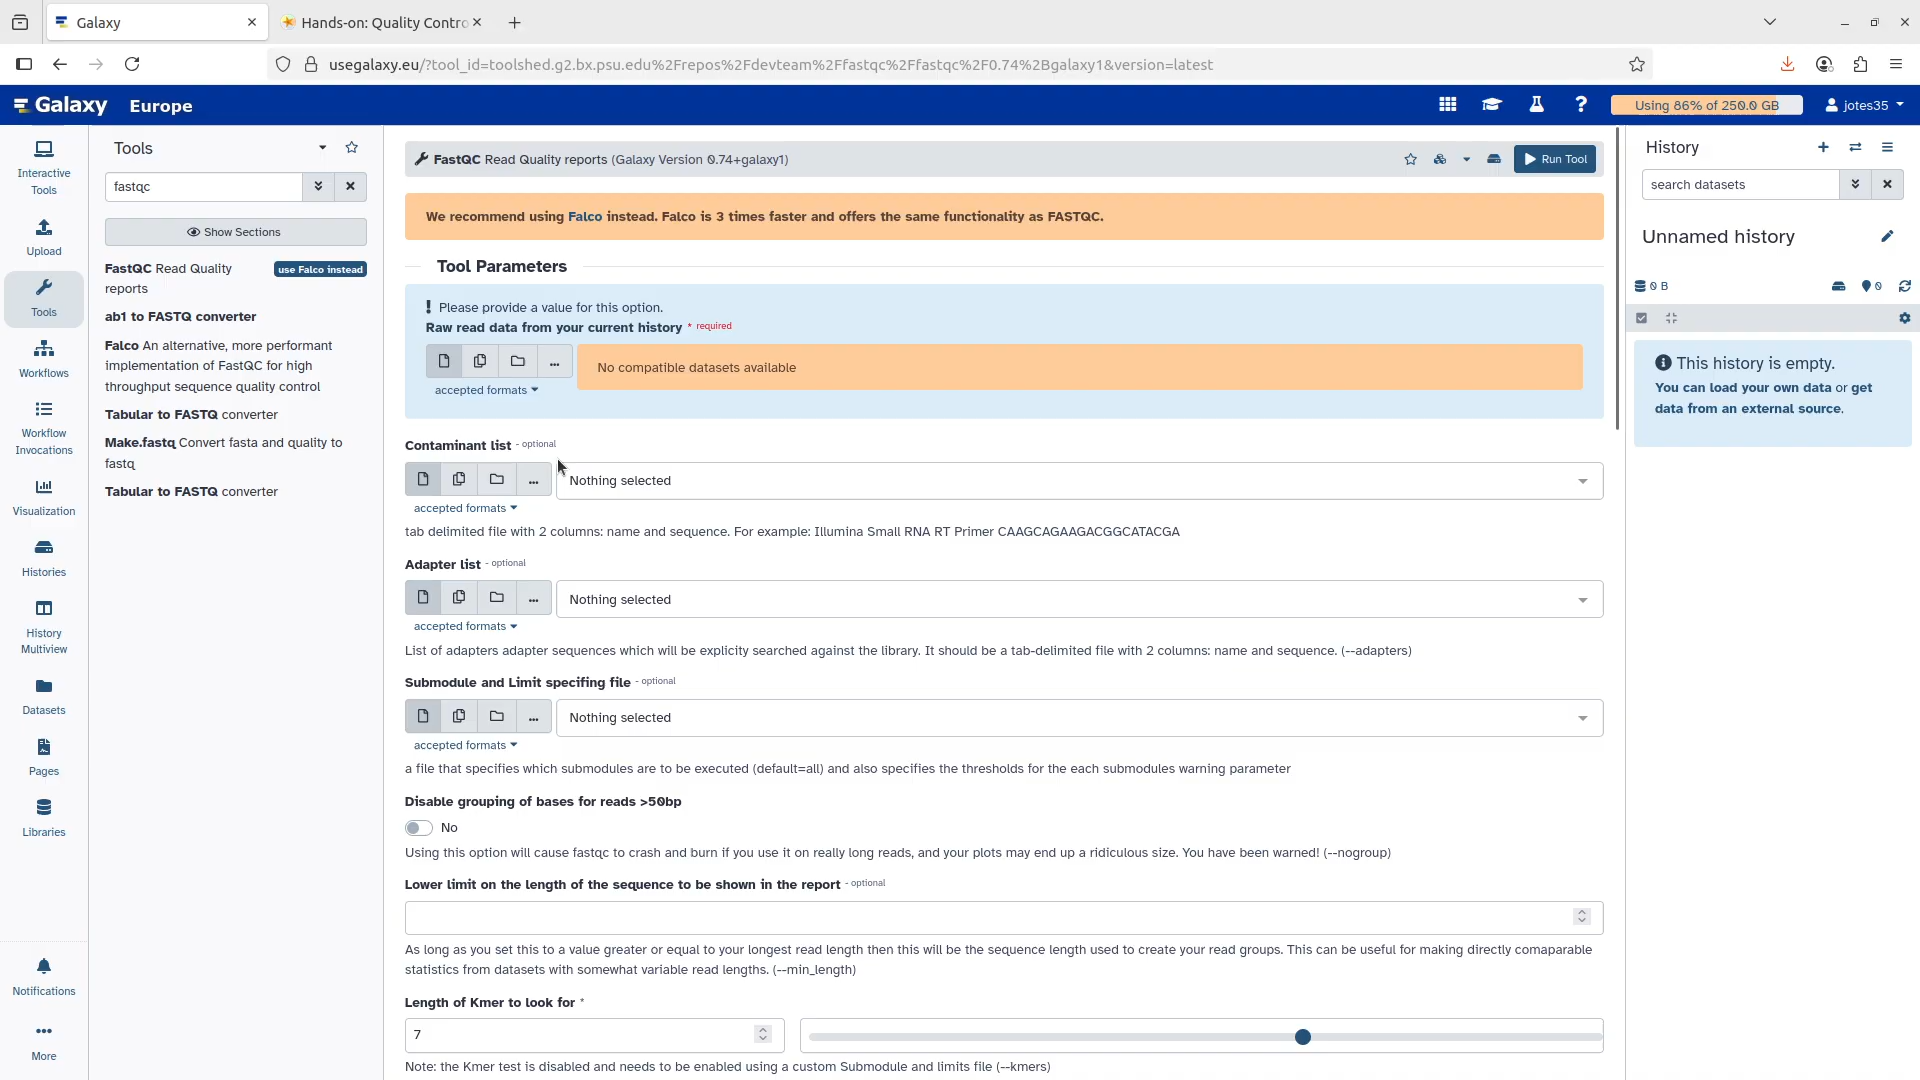 Galaxy
Hands-on: Quality Contro
usegalaxy.eu/?tool_id=toolshed.g2.bx.psu.edu%2Frepos%2Fdevteam%2Ffastqc%2Ffastqc%2F0.74%2Bgalaxy1&version=latest
Galaxy Europe
Using 86% of 250.0 GB
jotes35
Interactive
Tools
Upload
Tools
Workflows
Workflow
Invocations
Visualization
Histories
History
Multiview
Datasets
Pages
Libraries
Notifications
More
Tools
fastqc
Show Sections
FastQC Read Quality use Falco instead
reports
ab1 to FASTQ converter
Falco An alternative, more performant
implementation of FastQC for high
throughput sequence quality control
Tabular to FASTQ converter
Make.fastq Convert fasta and quality to
fastq
Tabular to FASTQ converter
FastQC Read Quality reports (Galaxy Version 0.74+galaxy1)
Run Tool
We recommend using Falco instead. Falco is 3 times faster and offers the same functionality as FASTQC.
Tool Parameters
Please provide a value for this option.
Raw read data from your current history * required
...
No compatible datasets available
accepted formats
Contaminant list - optional
...
Nothing selected
accepted formats
tab delimited file with 2 columns: name and sequence. For example: Illumina Small RNA RT Primer CAAGCAGAAGACGGCATACGA
Adapter list - optional
...
Nothing selected
accepted formats
List of adapters adapter sequences which will be explicity searched against the library. It should be a tab-delimited file with 2 columns: name and sequence. (--adapters)
Submodule and Limit specifing file - optional
...
Nothing selected
accepted formats
a file that specifies which submodules are to be executed (default=all) and also specifies the thresholds for the each submodules warning parameter
Disable grouping of bases for reads >50bp
No
Using this option will cause fastqc to crash and burn if you use it on really long reads, and your plots may end up a ridiculous size. You have been warned! (--nogroup)
Lower limit on the length of the sequence to be shown in the report - optional
As long as you set this to a value greater or equal to your longest read length then this will be the sequence length used to create your read groups. This can be useful for making directly comaparable
statistics from datasets with somewhat variable read lengths. (--min_length)
Length of Kmer to look for *
7
Note: the Kmer test is disabled and needs to be enabled using a custom Submodule and limits file (--kmers)
History
search datasets
Unnamed history
0 B
0
This history is empty.
You can load your own data or get
data from an external source.